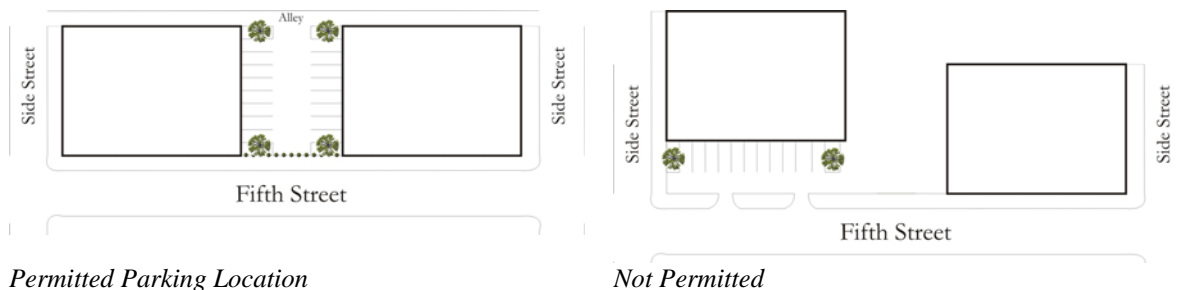 Alley
Side Street
Side Street
Fifth Street
Permitted Parking Location
Side Street
Side Street
Fifth Street
Not Permitted